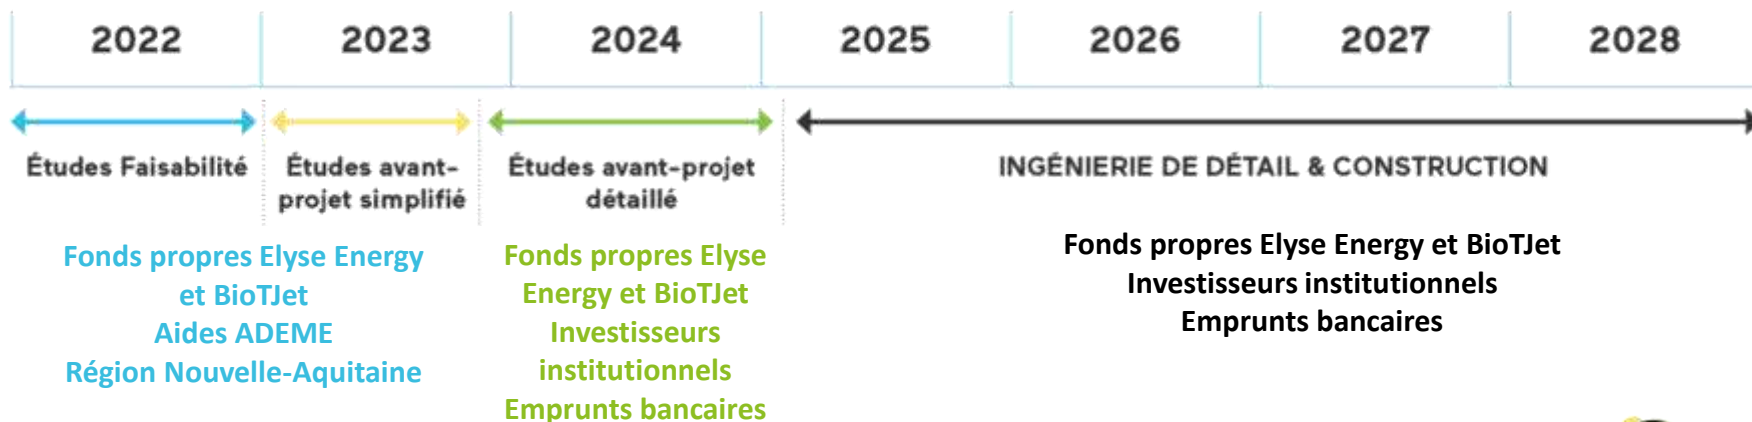 2022 2023 2024 2025 2026 2027 2028
Études Faisabilité
Études avant-
projet simplifié
Études avant-projet
détaillé
INGÉNIERIE DE DÉTAIL & CONSTRUCTION
Fonds propres Elyse Energy
et BioTJet
Aides ADEME
Région Nouvelle-Aquitaine
Fonds propres Elyse
Energy et BioTJet
Investisseurs
institutionnels
Emprunts bancaires
Fonds propres Elyse Energy et BioTJet
Investisseurs institutionnels
Emprunts bancaires